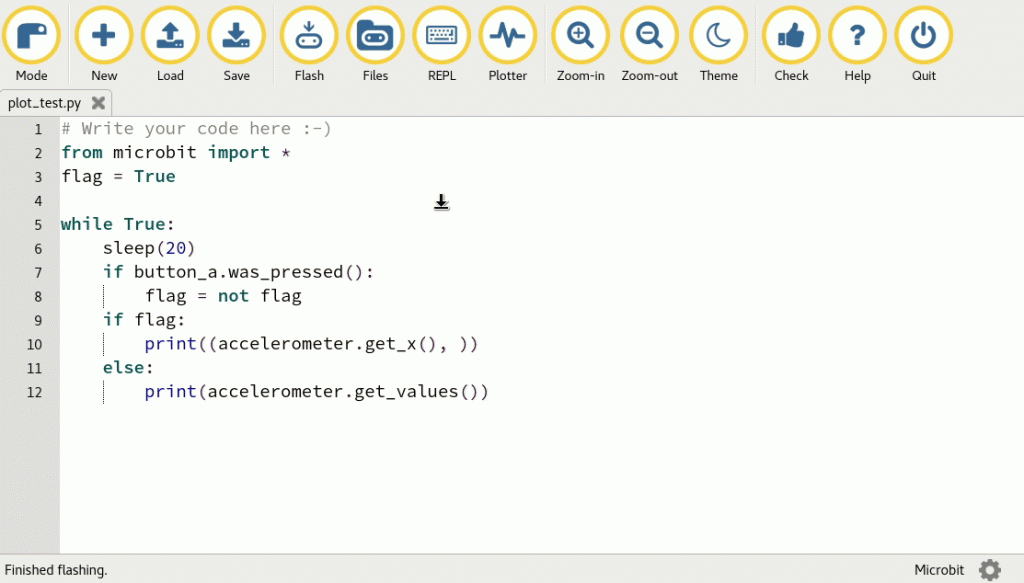 Mode New Load Save Flash Files REPL Plotter Zoom-in Zoom-out Theme Check ? Help Quit
plot_test.py
1 # Write your code here :-)
2 from microbit import *
3 flag = True
4
5 while True:
6     sleep(20)
7     if button_a.was_pressed():
8         flag = not flag
9     if flag:
10         print((accelerometer.get_x(), ))
11     else:
12         print(accelerometer.get_values())
Finished flashing. Microbit